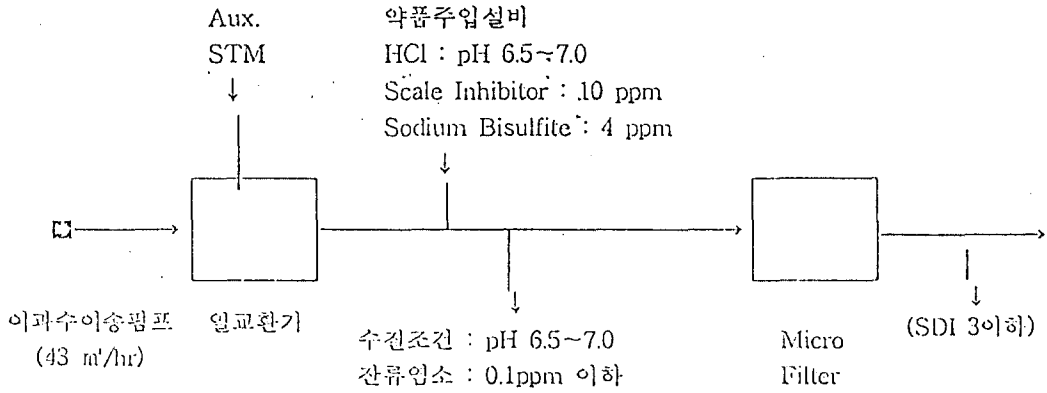 Aux.
STM
약품주입설비
HCl : pH 6.5~7.0
Scale Inhibitor : 10 ppm
Sodium Bisulfite : 4 ppm
여과수이송펌프
(43 ㎥/hr)
열교환기
수질조건 : pH 6.5~7.0
잔류염소 : 0.1ppm 이하
Micro
Filter
(SDI 3이하)